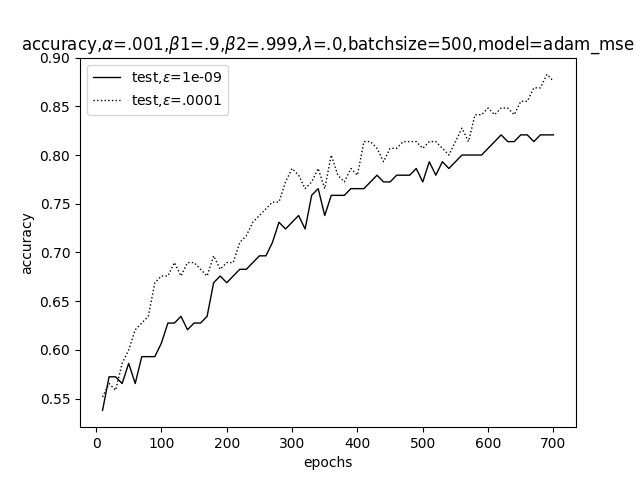 accuracy,α=.001,β1=.9,β2=.999,λ=.0,batchsize=500,model=adam_mse
0.90
test,ε=1e-09
test,ε=.0001
0.85
0.80
0.75
0.70
0.65
0.60
0.55
accuracy
0 100 200 300 400 500 600 700
epochs